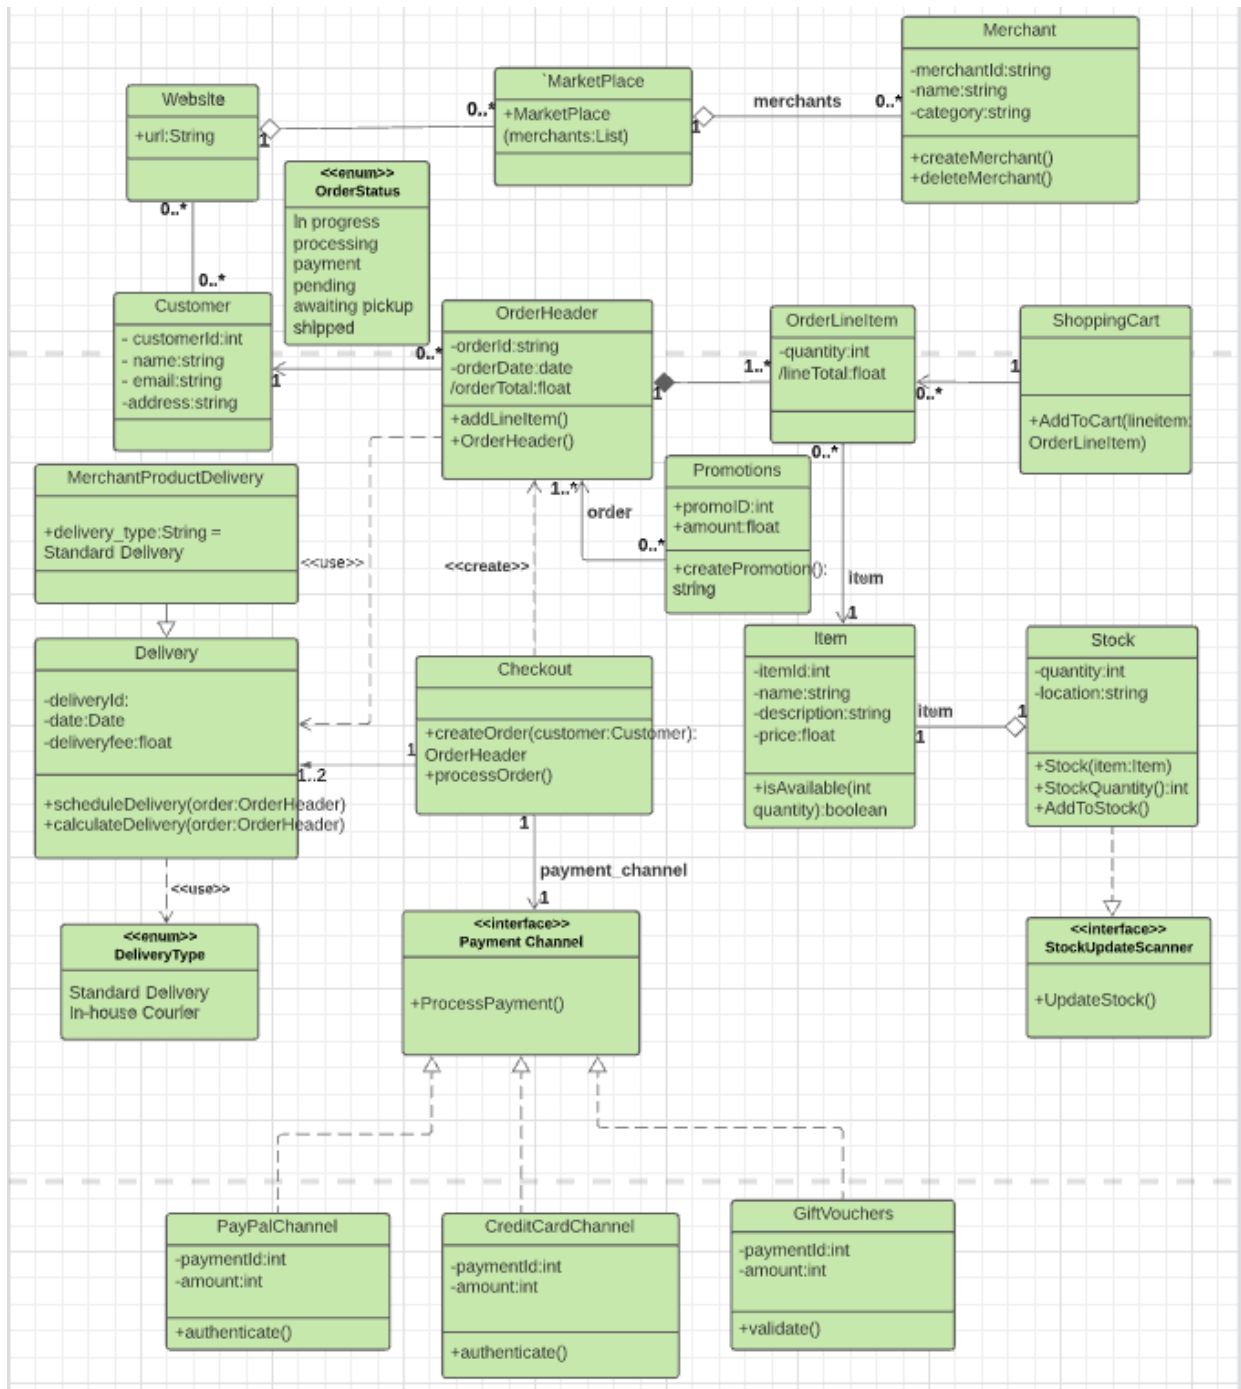 Merchant
-merchantId:string
-name:string
-category:string
+createMerchant()
+deleteMerchant()
merchants
0..*
1
`MarketPlace
+MarketPlace
(merchants:List)
0..*
1
Website
+url:String
0..*
0..*
<<enum>>
OrderStatus
In progress
processing
payment
pending
awaiting pickup
shipped
Customer
- customerId:int
- name:string
- email:string
-address:string
1
0..*
OrderHeader
-orderId:string
-orderDate:date
/orderTotal:float
+addLineItem()
+OrderHeader()
1
1..*
OrderLineItem
-quantity:int
/lineTotal:float
0..*
1
ShoppingCart
+AddToCart(lineitem:
OrderLineItem)
MerchantProductDelivery
+delivery_type:String =
Standard Delivery
<<use>>
<<create>>
1..*
order
0..*
Promotions
+promoID:int
+amount:float
+createPromotion():
string
0..*
item
1
Delivery
-deliveryId:
-date:Date
-deliveryfee:float
+scheduleDelivery(order:OrderHeader)
+calculateDelivery(order:OrderHeader)
1..2
1
Checkout
+createOrder(customer:Customer):
OrderHeader
+processOrder()
Item
-itemId:int
-name:string
-description:string
-price:float
+isAvailable(int
quantity):boolean
item
1
1
Stock
-quantity:int
-location:string
+Stock(item:Item)
+StockQuantity():int
+AddToStock()
<<use>>
1
payment_channel
1
<<enum>>
DeliveryType
Standard Delivery
In-house Courier
<<interface>>
Payment Channel
+ProcessPayment()
<<interface>>
StockUpdateScanner
+UpdateStock()
PayPalChannel
-paymentId:int
-amount:int
+authenticate()
CreditCardChannel
-paymentId:int
-amount:int
+authenticate()
GiftVouchers
-paymentId:int
-amount:int
+validate()